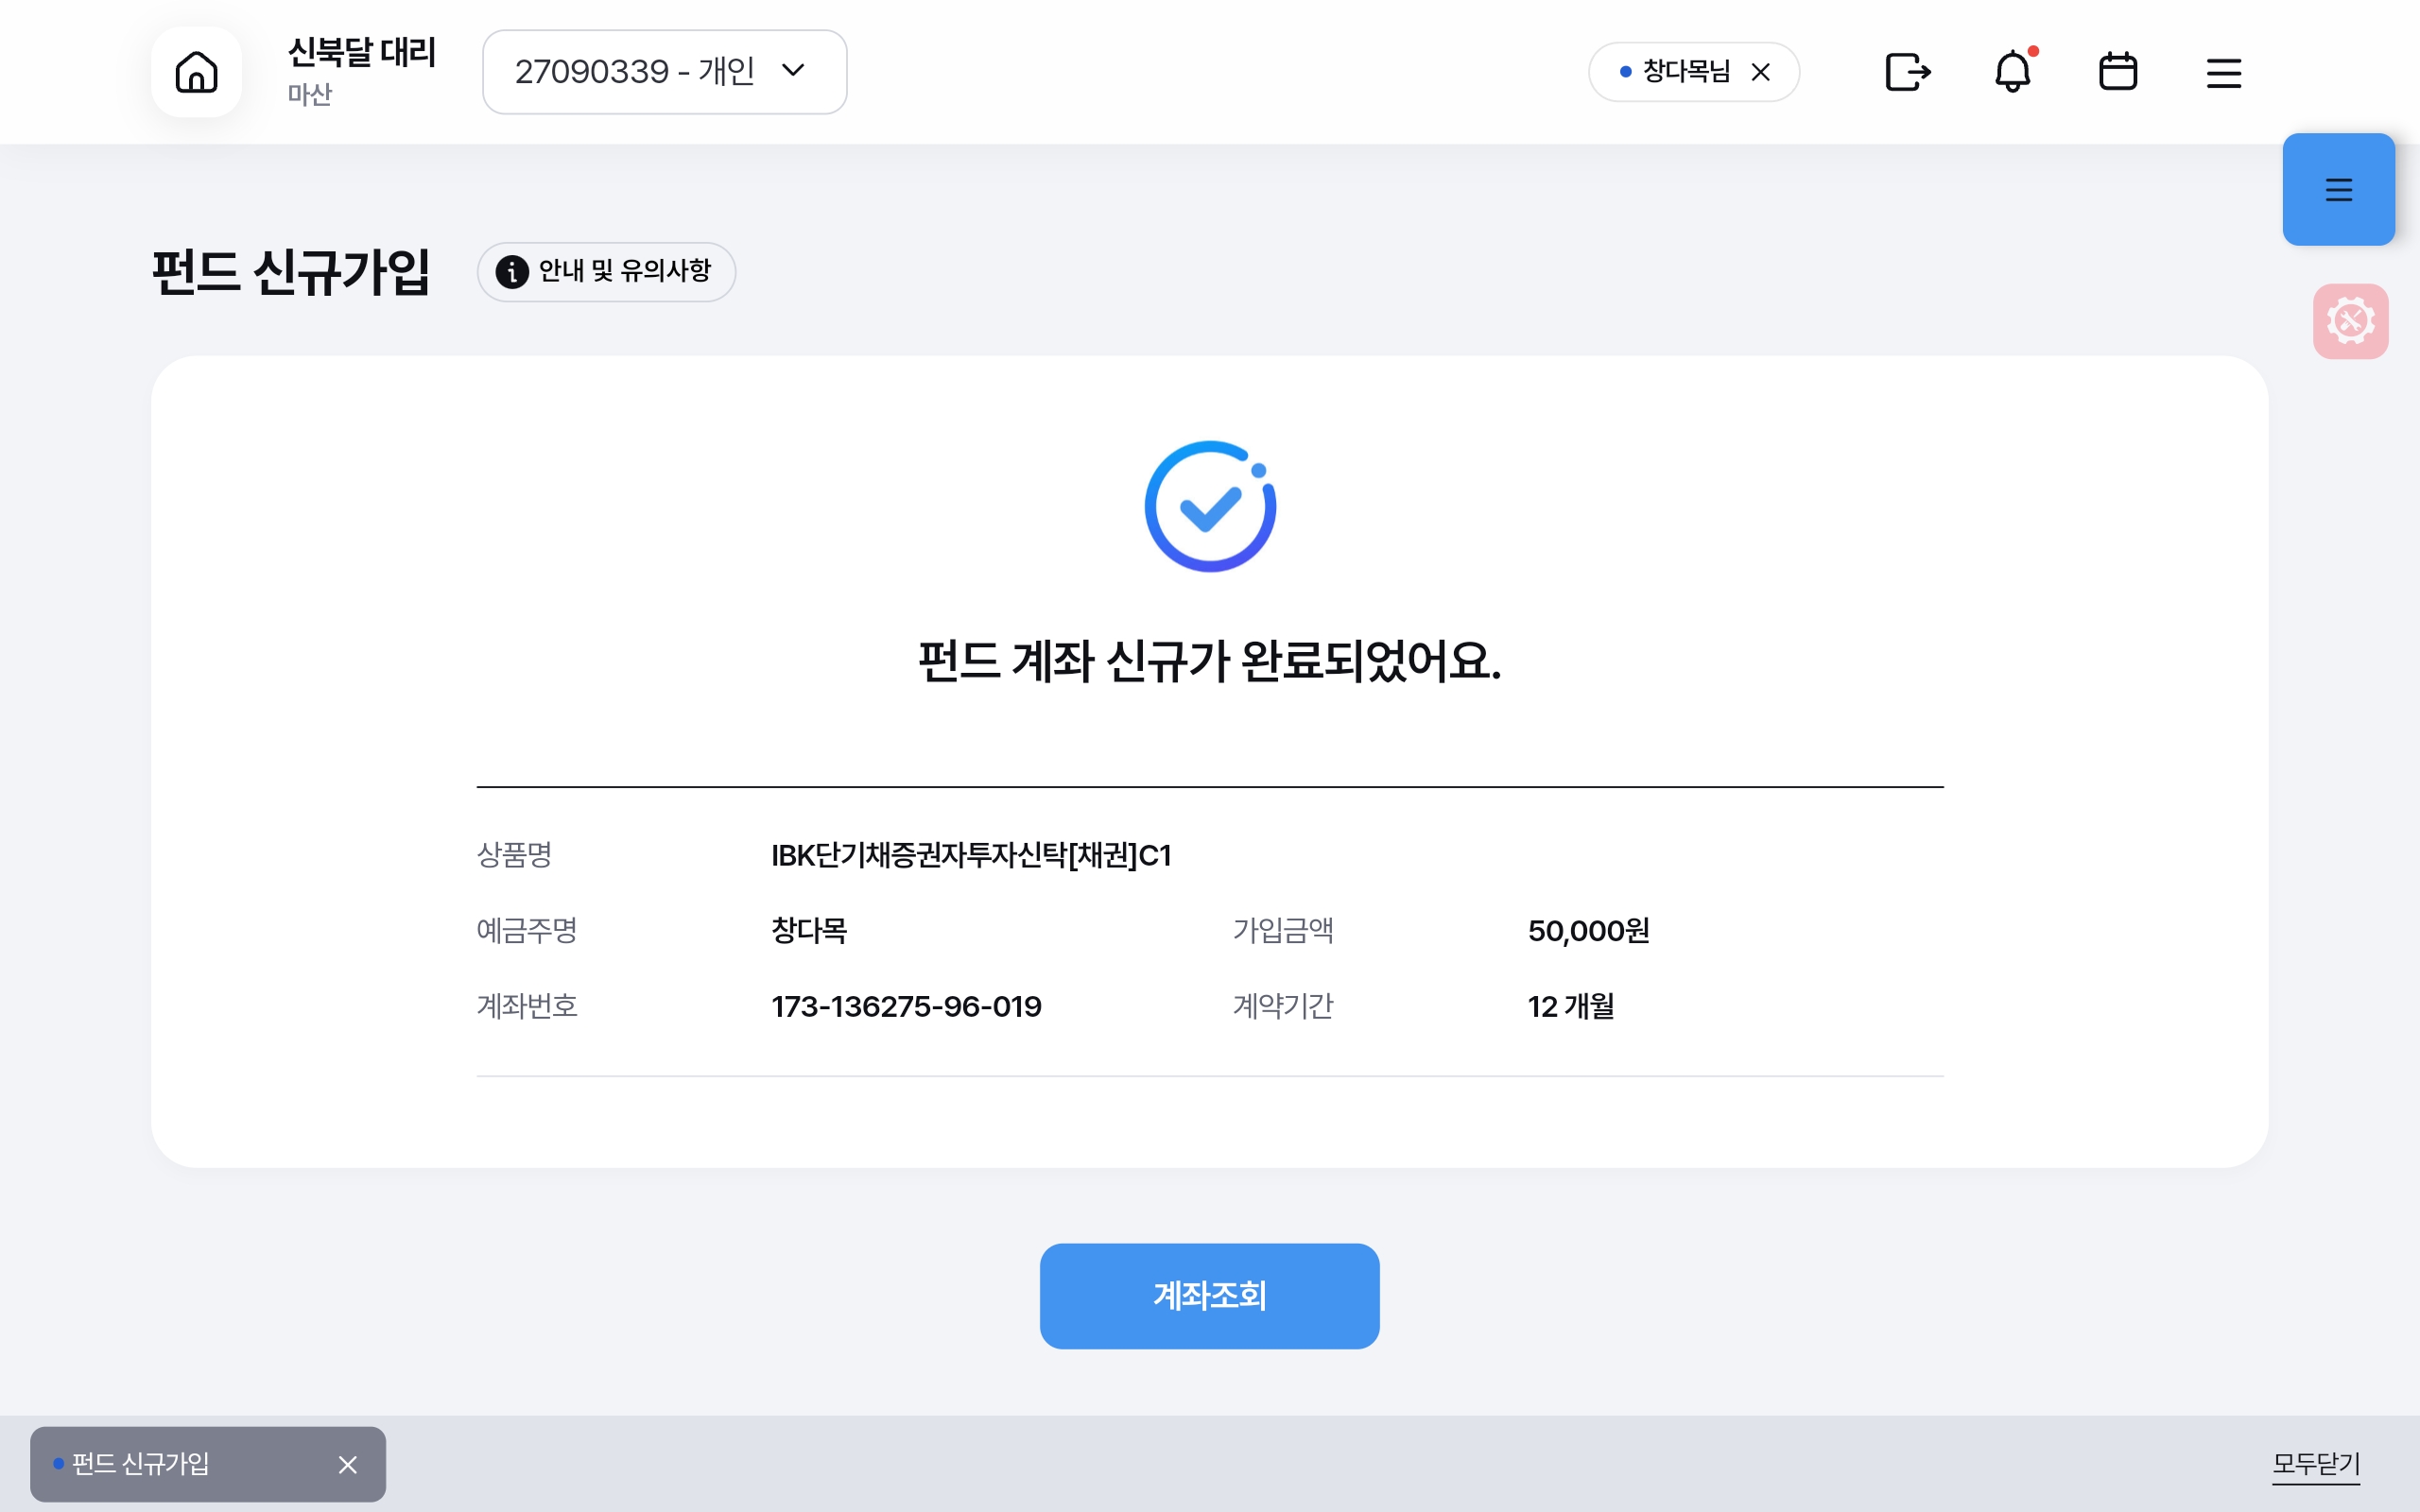 신북달 대리
마산
27090339 - 개인
창다목님
펀드 신규가입
안내 및 유의사항
펀드 계좌 신규가 완료되었어요.
상품명 IBK단기채증권자투자신탁[채권]C1
예금주명 창다목 가입금액 50,000원
계좌번호 173-136275-96-019 계약기간 12 개월
계좌조회
펀드 신규가입
모두닫기